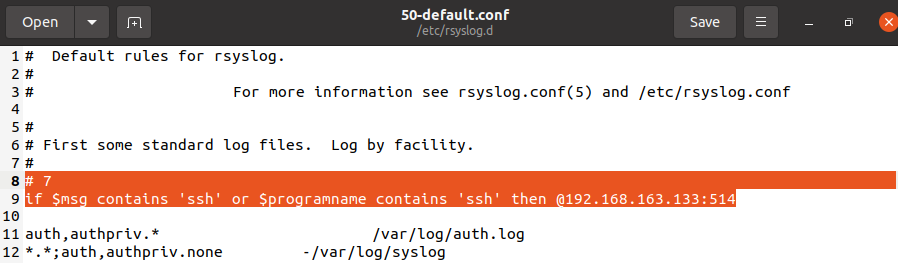 Open
50-default.conf
/etc/rsyslog.d
Save
1 #  Default rules for rsyslog.
2 #
3 #                        For more information see rsyslog.conf(5) and /etc/rsyslog.conf
4
5 #
6 # First some standard log files.  Log by facility.
7 #
8 # 7
9 if $msg contains 'ssh' or $programname contains 'ssh' then @192.168.163.133:514
10
11 auth,authpriv.*                          /var/log/auth.log
12 *.*;auth,authpriv.none          -/var/log/syslog